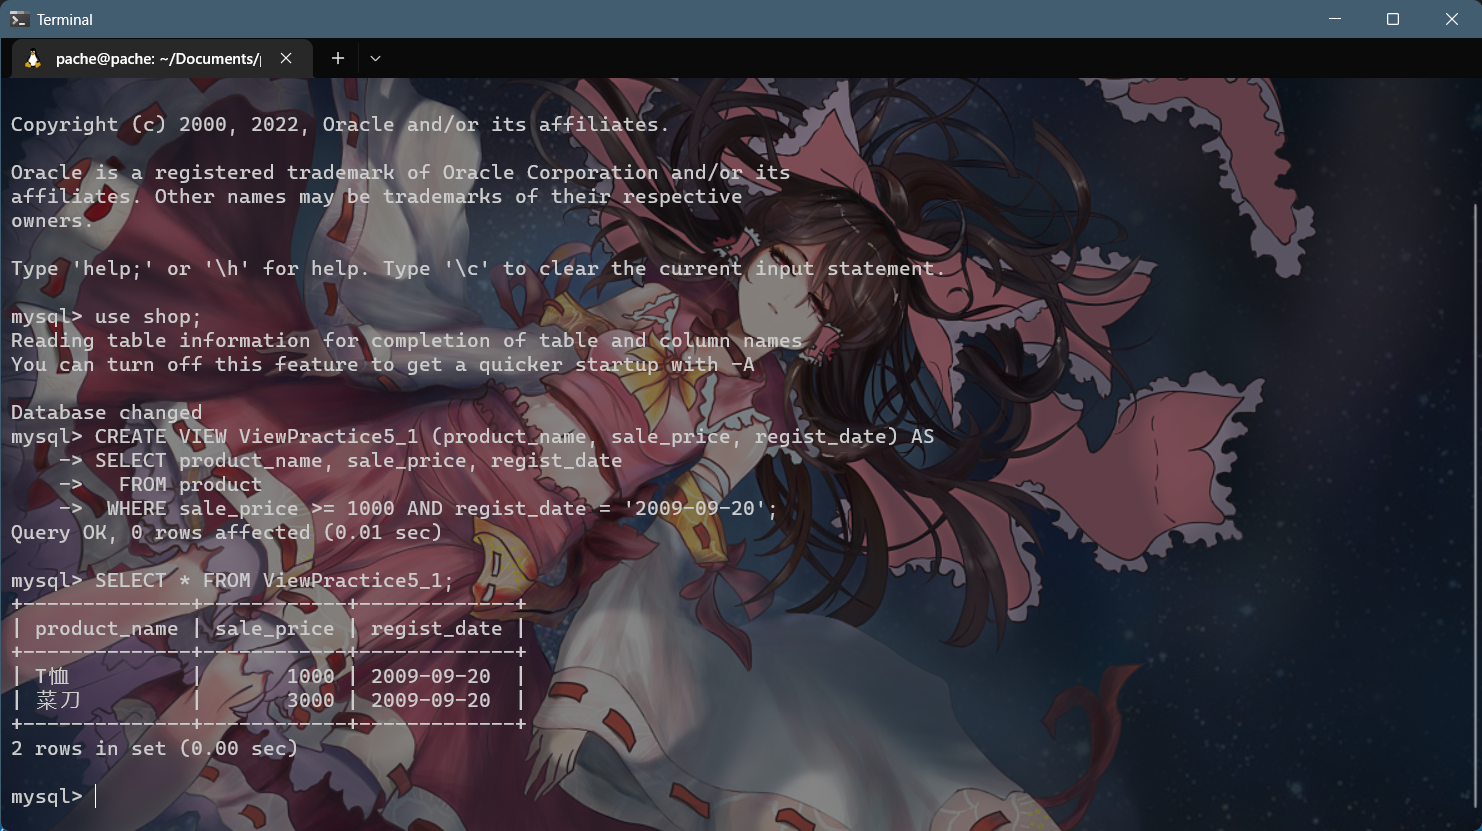 Terminal
pache@pache: ~/Documents/
Copyright (c) 2000, 2022, Oracle and/or its affiliates.
Oracle is a registered trademark of Oracle Corporation and/or its
affiliates. Other names may be trademarks of their respective
owners.
Type 'help;' or '\h' for help. Type '\c' to clear the current input statement.
mysql> use shop;
Reading table information for completion of table and column names
You can turn off this feature to get a quicker startup with -A
Database changed
mysql> CREATE VIEW ViewPractice5_1 (product_name, sale_price, regist_date) AS
    -> SELECT product_name, sale_price, regist_date
    ->   FROM product
    ->  WHERE sale_price >= 1000 AND regist_date = '2009-09-20';
Query OK, 0 rows affected (0.01 sec)
mysql> SELECT * FROM ViewPractice5_1;
+--------------+------------+-------------+
| product_name | sale_price | regist_date |
+--------------+------------+-------------+
| T恤          |       1000 | 2009-09-20  |
| 菜刀         |       3000 | 2009-09-20  |
+--------------+------------+-------------+
2 rows in set (0.00 sec)
mysql>